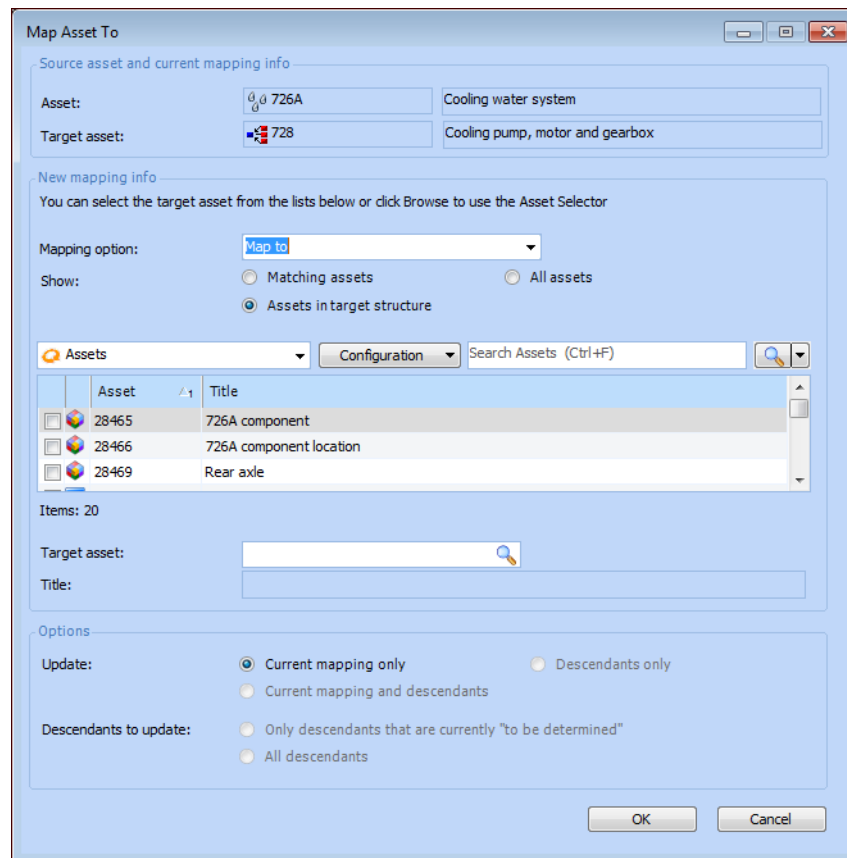 Map Asset To
Source asset and current mapping info
Asset: 726A Cooling water system
Target asset: 728 Cooling pump, motor and gearbox
New mapping info
You can select the target asset from the lists below or click Browse to use the Asset Selector
Mapping option: Map to
Show: Matching assets All assets
Assets in target structure
Assets Configuration Search Assets (Ctrl+F)
Asset 1 Title
28465 726A component
28466 726A component location
28469 Rear axle
Items: 20
Target asset:
Title:
Options
Update: Current mapping only Descendants only
Current mapping and descendants
Descendants to update: Only descendants that are currently "to be determined"
All descendants
OK Cancel